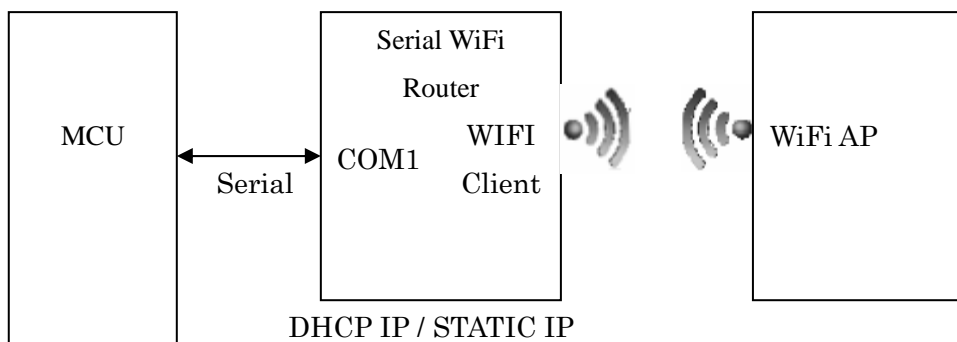 MCU
Serial
Serial WiFi
Router
COM1
WIFI
Client
WiFi AP
DHCP IP / STATIC IP